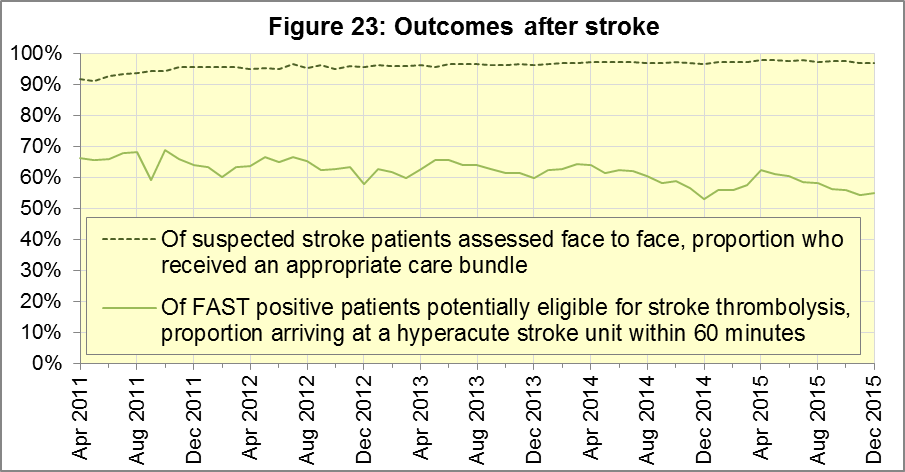 Figure 23: Outcomes after stroke
100%
90%
80%
70%
60%
50%
40%
30%
20%
10%
0%
Of suspected stroke patients assessed face to face, proportion who
received an appropriate care bundle
Of FAST positive patients potentially eligible for stroke thrombolysis,
proportion arriving at a hyperacute stroke unit within 60 minutes
Apr 2011
Aug 2011
Dec 2011
Apr 2012
Aug 2012
Dec 2012
Apr 2013
Aug 2013
Dec 2013
Apr 2014
Aug 2014
Dec 2014
Apr 2015
Aug 2015
Dec 2015